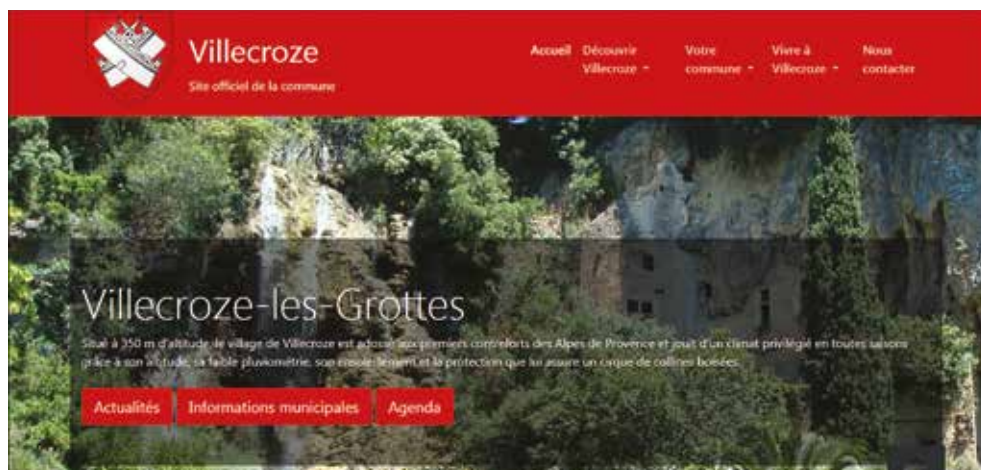 Villecroze
Site officiel de la commune
Accueil
Découvrir
Villecroze
Votre
commune
Vivre à
Villecroze
Nous
contacter
Villecroze-les-Grottes
Situé à 350 m d'altitude, le village de Villecroze est adossé aux premiers contreforts des Alpes de Provence et jouit d'un climat privilégié en toutes saisons
grâce à son altitude, sa faible pluviométrie, son ensoleillement et la protection que lui assure un cirque de collines boisées.
Actualités
Informations municipales
Agenda